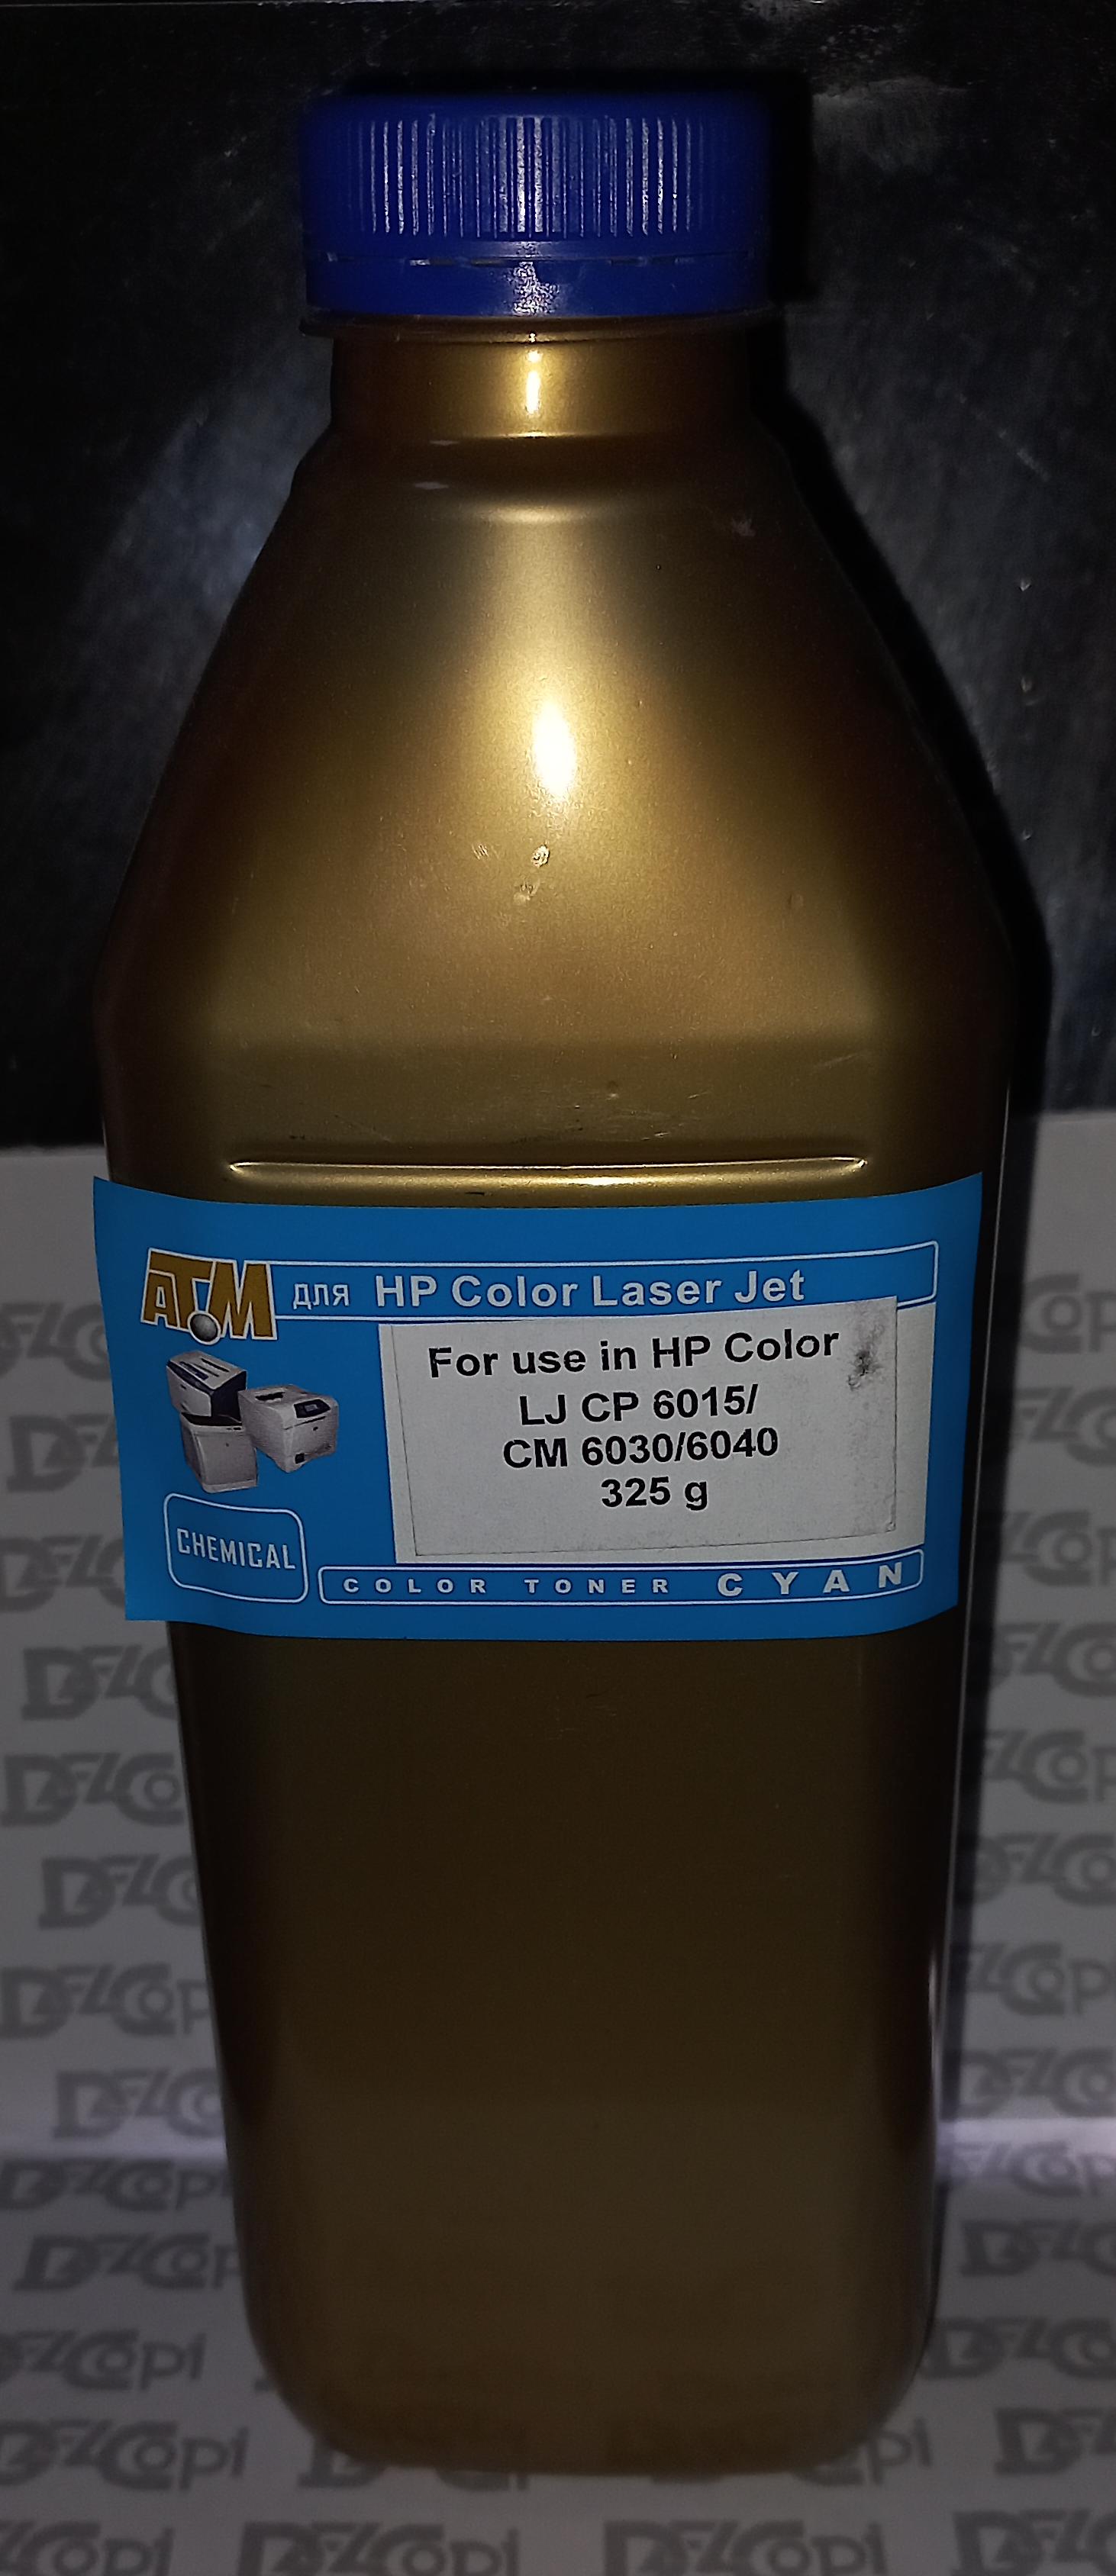 АТМ для HP Color Laser Jet
For use in HP Color
LJ CP 6015/
CM 6030/6040
325 g
CHEMICAL
COLOR TONER CYAN